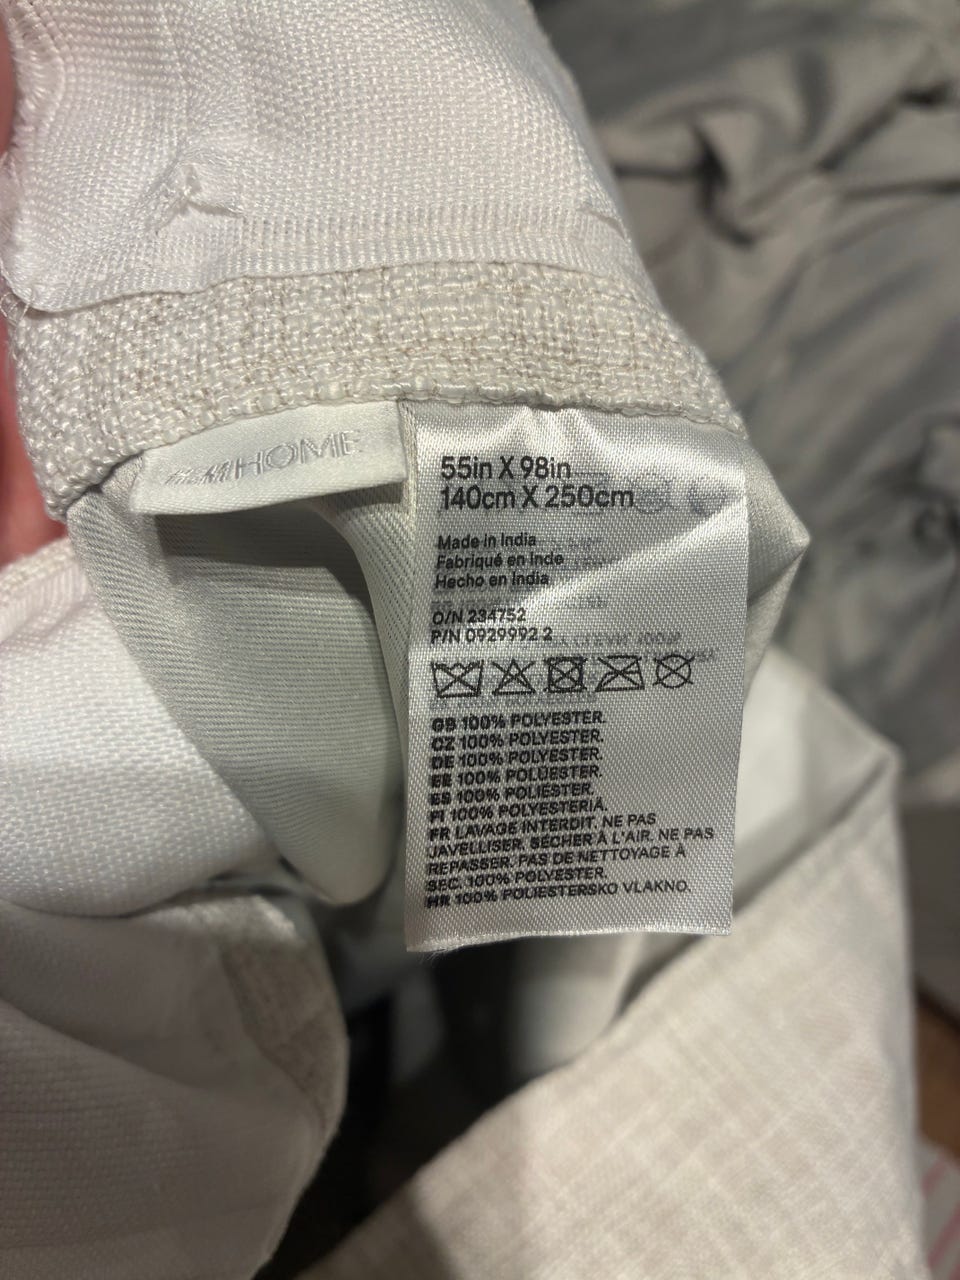 H&M HOME
55in X 98in
140cm X 250cm
Made in India
Fabriqué en Inde
Hecho en India
O/N 234752
P/N 0929992 2
GB 100% POLYESTER.
CZ 100% POLYESTER.
DE 100% POLYESTER.
EE 100% POLÜESTER.
ES 100% POLIÉSTER.
FI 100% POLYESTERIÄ.
FR LAVAGE INTERDIT. NE PAS
JAVELLISER. SÉCHER À L'AIR. NE PAS
REPASSER. PAS DE NETTOYAGE À
SEC. 100% POLYESTER.
HR 100% POLIESTERSKO VLAKNO.